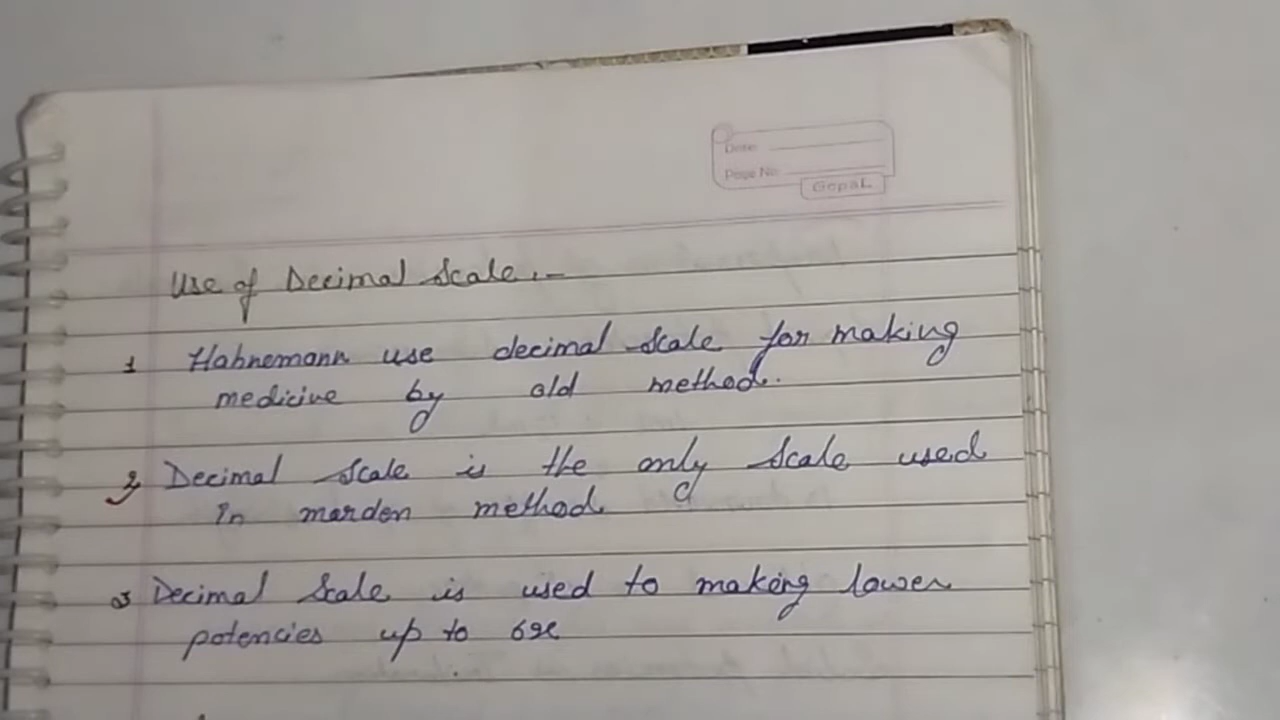 Date:
Page No:
Gopal
Use of Decimal Scale :-
1 Hahnemann use decimal scale for making
medicine by old method.
2, Decimal scale is the only scale used
In marden method.
3 Decimal Scale is used to making lower
potencies up to 6x